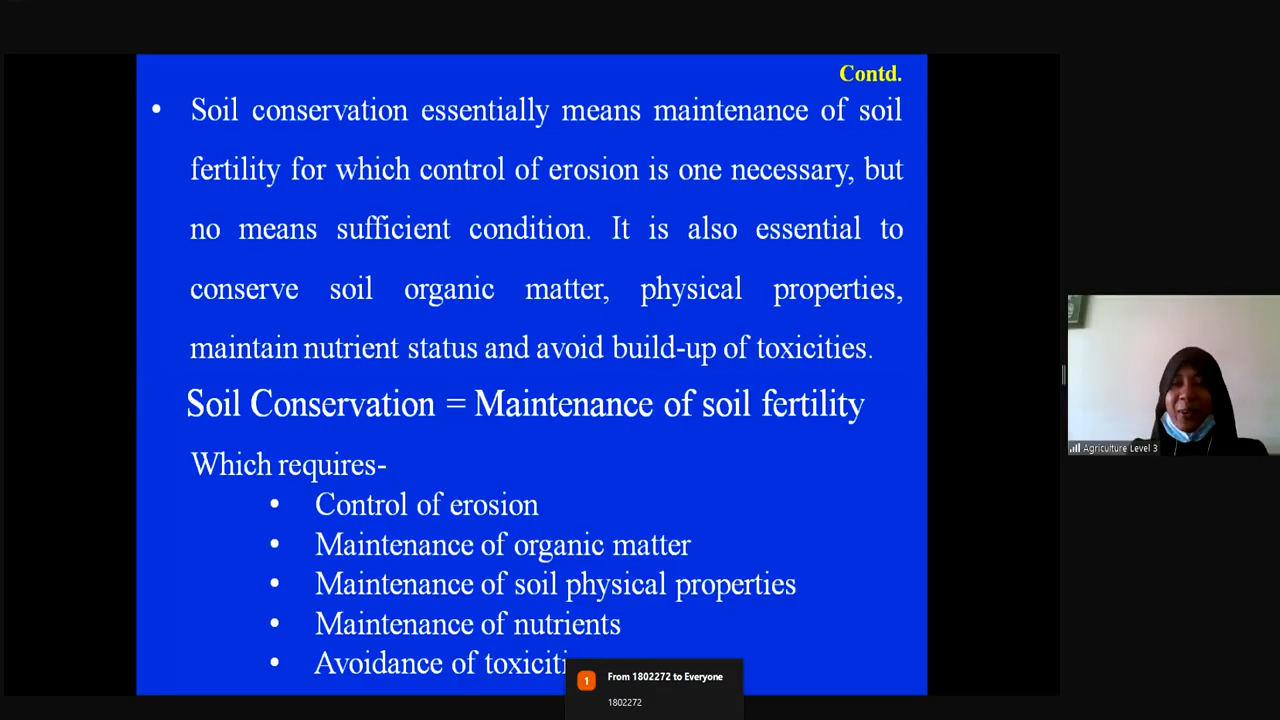 Contd.
• Soil conservation essentially means maintenance of soil
fertility for which control of erosion is one necessary, but
no means sufficient condition. It is also essential to
conserve soil organic matter, physical properties,
maintain nutrient status and avoid build-up of toxicities.
Soil Conservation = Maintenance of soil fertility
Which requires-
• Control of erosion
• Maintenance of organic matter
• Maintenance of soil physical properties
• Maintenance of nutrients
• Avoidance of
1 From 1802272 to Everyone
1802272
Agriculture Level 3